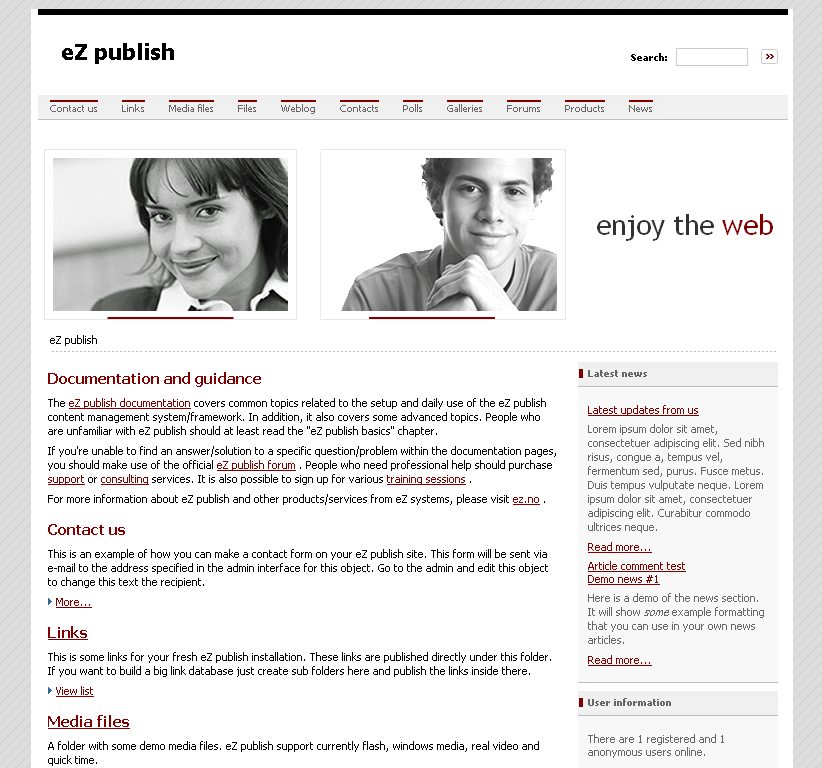 eZ publish
Search:
Contact us Links Media files Files Weblog Contacts Polls Galleries Forums Products News
enjoy the web
eZ publish
Documentation and guidance
The eZ publish documentation covers common topics related to the setup and daily use of the eZ publish
content management system/framework. In addition, it also covers some advanced topics. People who
are unfamiliar with eZ publish should at least read the "eZ publish basics" chapter.
If you're unable to find an answer/solution to a specific question/problem within the documentation pages,
you should make use of the official eZ publish forum . People who need professional help should purchase
support or consulting services. It is also possible to sign up for various training sessions .
For more information about eZ publish and other products/services from eZ systems, please visit ez.no .
Contact us
This is an example of how you can make a contact form on your eZ publish site. This form will be sent via
e-mail to the address specified in the admin interface for this object. Go to the admin and edit this object
to change this text the recipient.
More...
Links
This is some links for your fresh eZ publish installation. These links are published directly under this folder.
If you want to build a big link database just create sub folders here and publish the links inside there.
View list
Media files
A folder with some demo media files. eZ publish support currently flash, windows media, real video and
quick time.
Latest news
Latest updates from us
Lorem ipsum dolor sit amet,
consectetuer adipiscing elit. Sed nibh
risus, congue a, tempus vel,
fermentum sed, purus. Fusce metus.
Duis tempus vulputate neque. Lorem
ipsum dolor sit amet, consectetuer
adipiscing elit. Curabitur commodo
ultrices neque.
Read more...
Article comment test
Demo news #1
Here is a demo of the news section.
It will show some example formatting
that you can use in your own news
articles.
Read more...
User information
There are 1 registered and 1
anonymous users online.